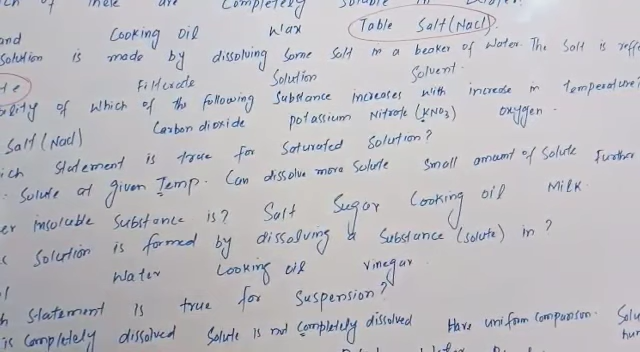 ich of these are Completely soluble in
and Cooking Oil Wax Table Salt (Nacl).
solution is made by dissolving Some Salt in a beaker of Water. The Salt is
Filtrate Solution Solvent.
bility of which of the following Substance increases with increase in temperature?
Salt (Nacl) Carbon dioxide potassium Nitrate (KNO3) oxygen.
ich Statement is true for Saturated Solution?
Solute at given Temp. Can dissolve more Solute Small amount of Solute Further
er insoluble Substance is? Salt Sugar Cooking oil Milk.
Solution is formed by dissolving a Substance (solute) in?
Water Cooking oil vinegar
h Statement is true for Suspension?
is completely dissolved Solute is not completely dissolved Have uniform Solu